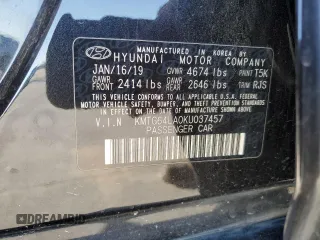 MANUFACTURED IN KOREA BY
HYUNDAI MOTOR COMPANY
JAN/16/19 GVWR 4674 lbs PAINT T5K
GAWR FRONT 2414 lbs GAWR REAR 2646 lbs TRIM RJS
THIS VEHICLE CONFORMS TO ALL APPLICABLE
FEDERAL MOTOR VEHICLE SAFETY, BUMPER,
AND THEFT PREVENTION STANDARDS IN EFFECT
ON THE DATE OF MANUFACTURE SHOWN ABOVE.
V.I.N KMTG64LA0KU037457
PASSENGER CAR
© DREAMBID